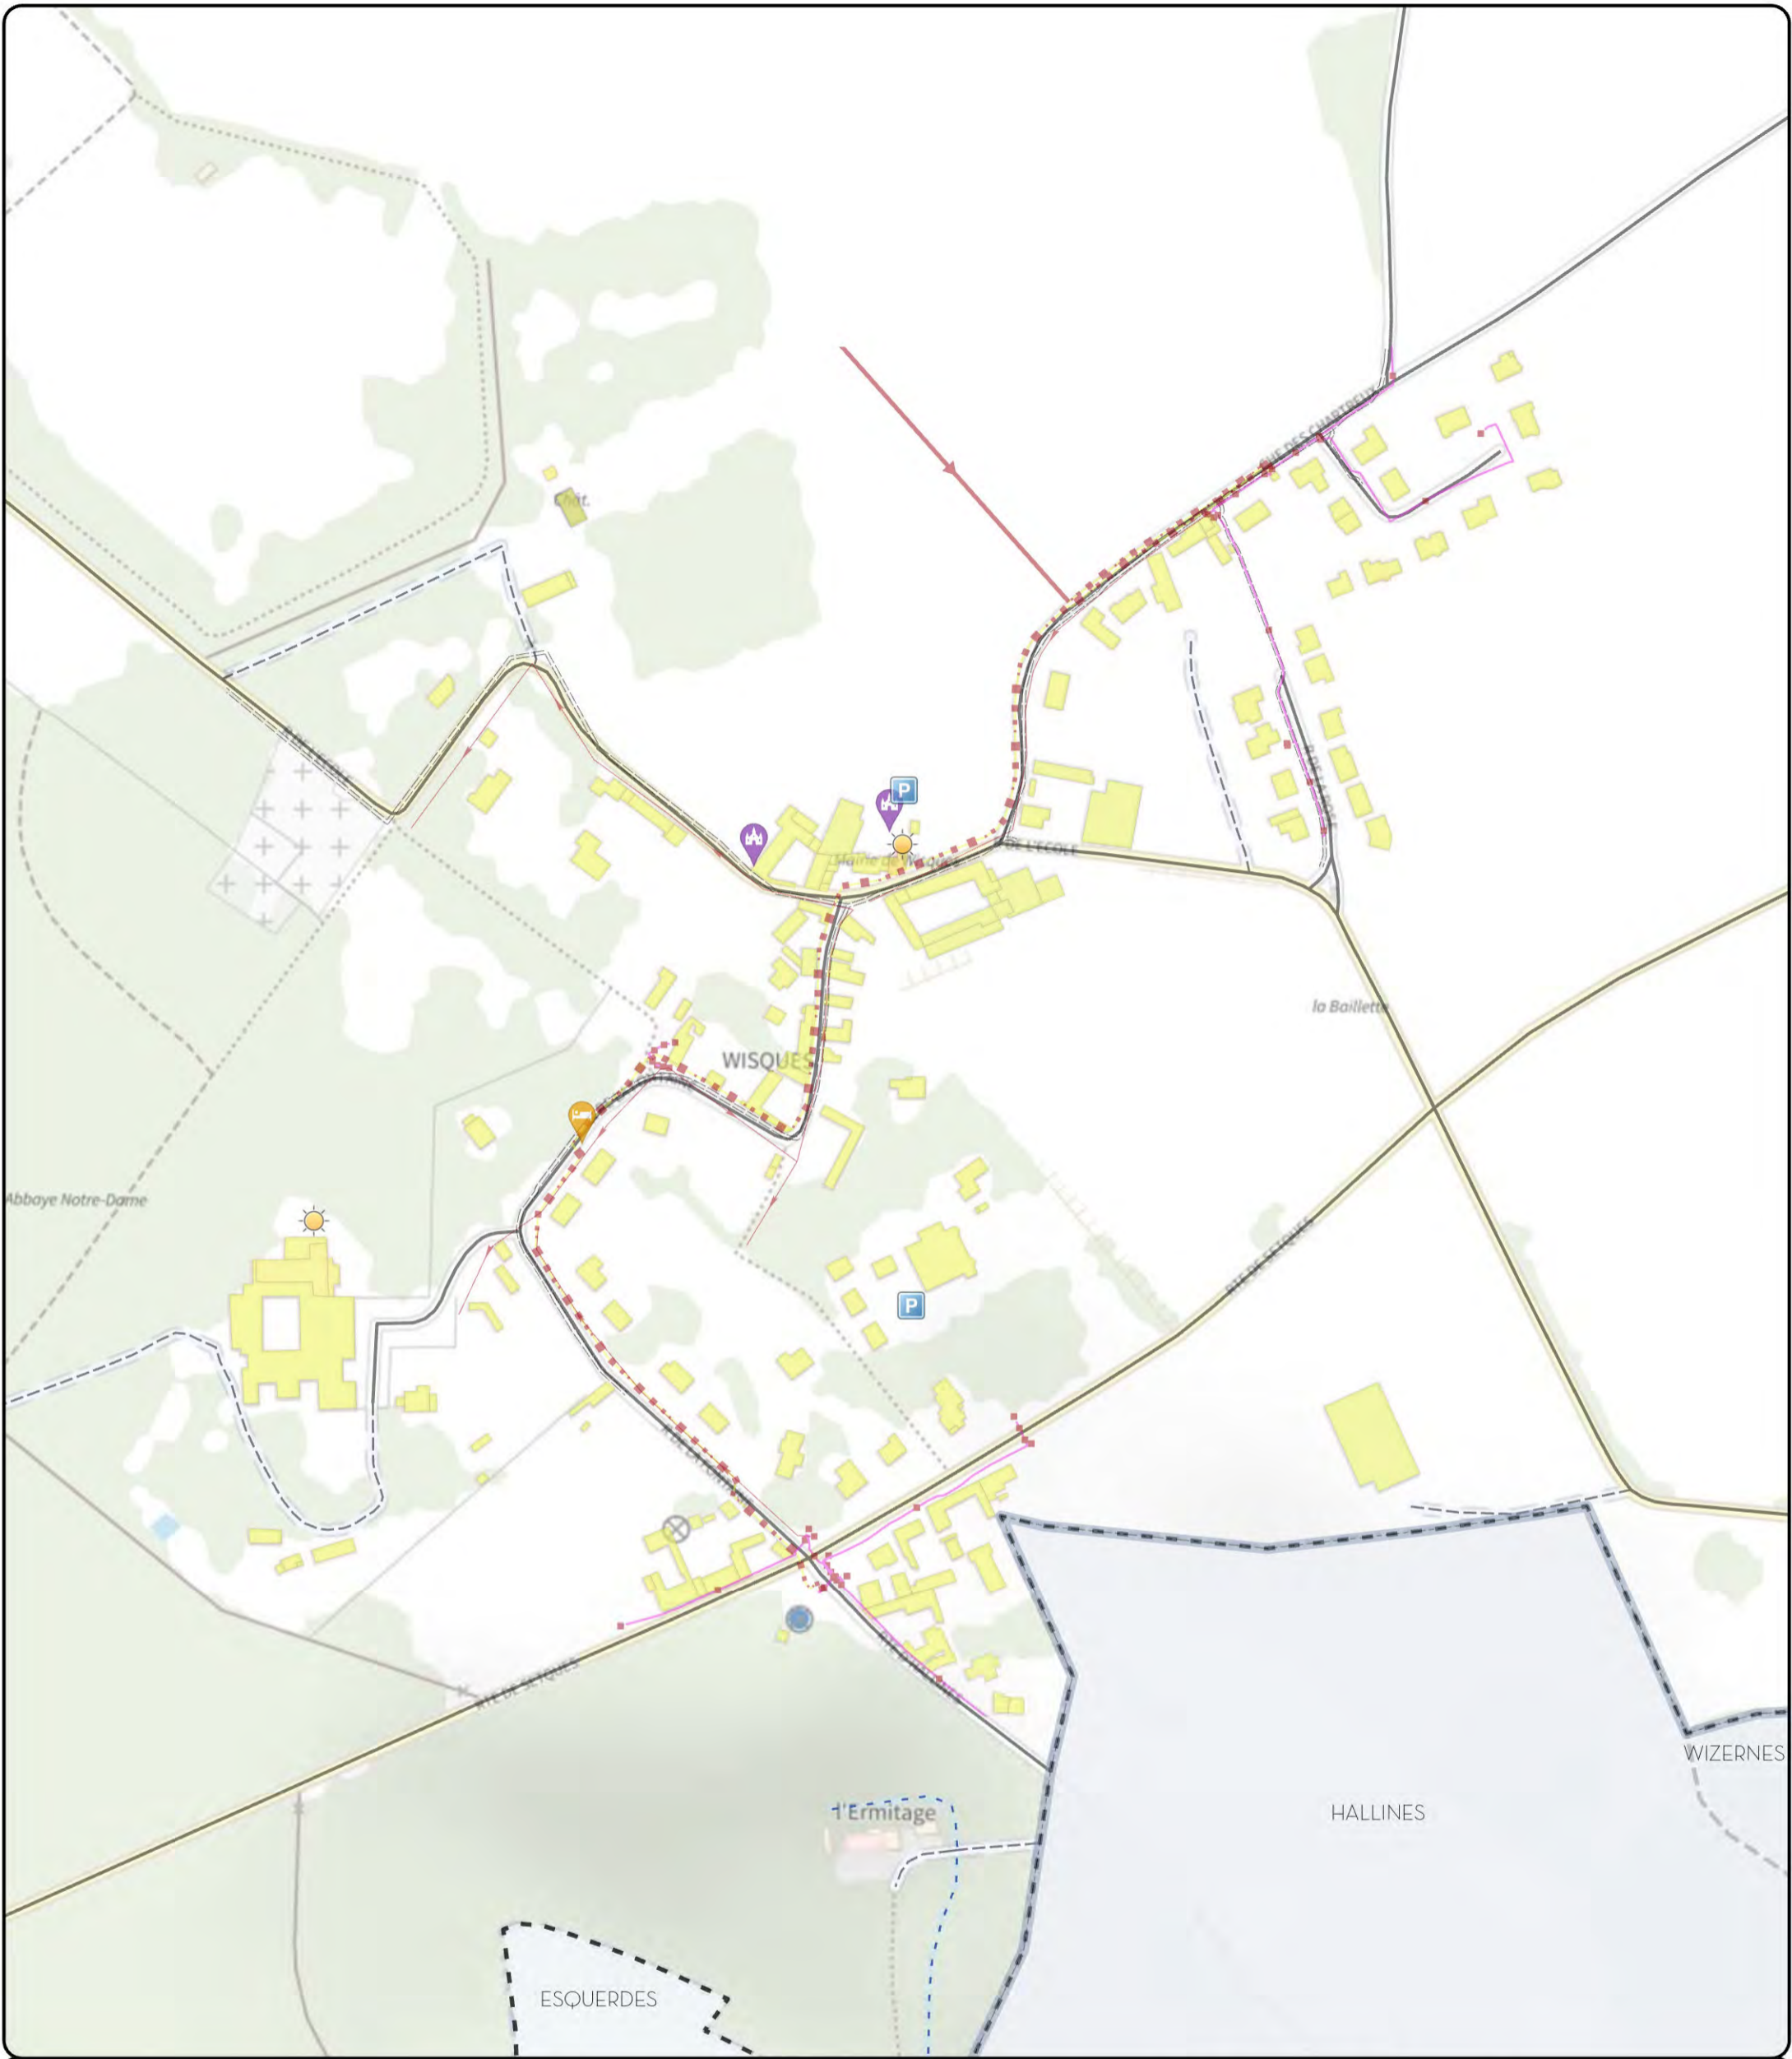 RUE DES CHARTREUX
Chât.
P
Mairie de Wisques
DE L'ECOLE
la Baillette
WISQUES
Abbaye Notre-Dame
RTE DE SETQUES
P
RTE DE SETQUES
WIZERNES
l'Ermitage
HALLINES
ESQUERDES